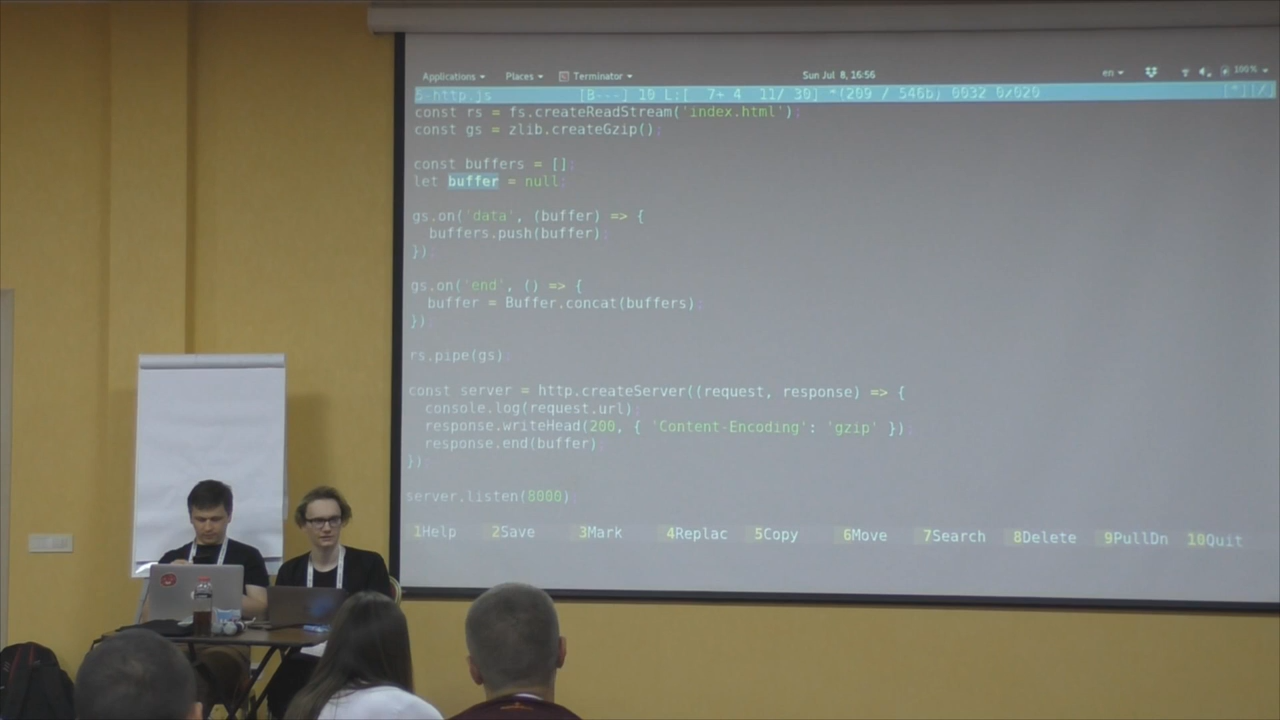 Applications Places Terminator Sun Jul 8, 16:56 en 100%
5-http.js [B---] 10 L:[ 7+ 4 11/ 30] *(209 / 546b) 0032 0x020 [*][/]
const rs = fs.createReadStream('index.html');
const gs = zlib.createGzip();
const buffers = [];
let buffer = null;
gs.on('data', (buffer) => {
buffers.push(buffer);
});
gs.on('end', () => {
buffer = Buffer.concat(buffers);
});
rs.pipe(gs);
const server = http.createServer((request, response) => {
console.log(request.url);
response.writeHead(200, { 'Content-Encoding': 'gzip' });
response.end(buffer);
});
server.listen(8000);
1Help 2Save 3Mark 4Replac 5Copy 6Move 7Search 8Delete 9PullDn 10Quit